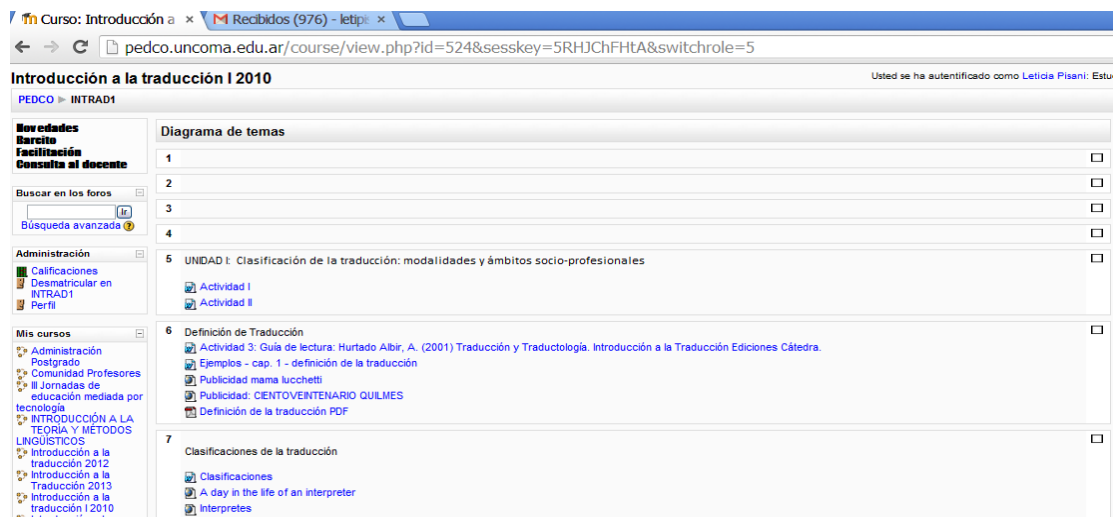 Curso: Introducción a
Recibidos (976) - letipi
pedco.uncoma.edu.ar/course/view.php?id=524&sesskey=5RHJChFHtA&switchrole=5
Introducción a la traducción I 2010
Usted se ha autentificado como Leticia Pisani: Estu
PEDCO ► INTRAD1
Novedades
Barcito
Facilitación
Consulta al docente
Buscar en los foros
Ir
Búsqueda avanzada
Administración
Calificaciones
Desmatricular en
INTRAD1
Perfil
Mis cursos
Administración
Postgrado
Comunidad Profesores
III Jornadas de
educación mediada por
tecnología
INTRODUCCIÓN A LA
TEORÍA Y MÉTODOS
LINGÜÍSTICOS
Introducción a la
traducción 2012
Introducción a la
Traducción 2013
Introducción a la
traducción I 2010
Diagrama de temas
1
2
3
4
5 UNIDAD I: Clasificación de la traducción: modalidades y ámbitos socio-profesionales
Actividad I
Actividad II
6 Definición de Traducción
Actividad 3: Guía de lectura: Hurtado Albir, A. (2001) Traducción y Traductología. Introducción a la Traducción Ediciones Cátedra.
Ejemplos - cap. 1 - definición de la traducción
Publicidad mama lucchetti
Publicidad: CIENTOVEINTENARIO QUILMES
Definición de la traducción PDF
7
Clasificaciones de la traducción
Clasificaciones
A day in the life of an interpreter
Interpretes